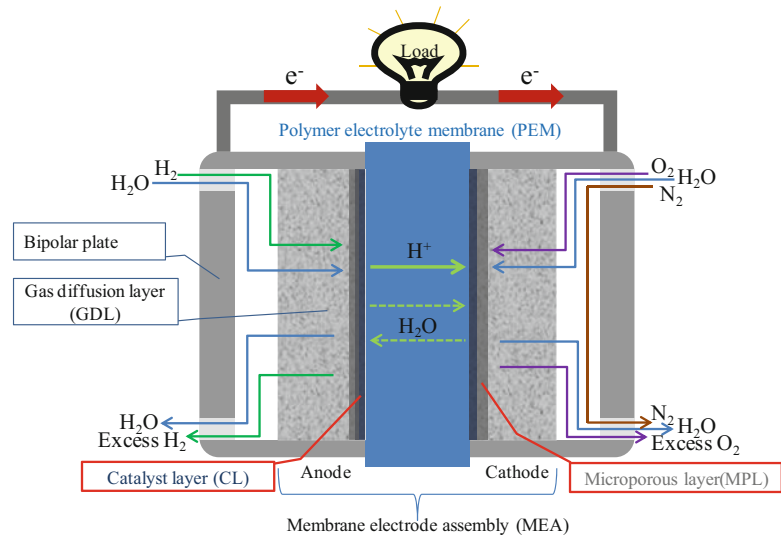 Load
e⁻
e⁻
Polymer electrolyte membrane (PEM)
H₂
H₂O
O₂
H₂O
N₂
Bipolar plate
Gas diffusion layer
(GDL)
H⁺
H₂O
H₂O
Excess H₂
N₂
H₂O
Excess O₂
Catalyst layer (CL)
Anode
Cathode
Microporous layer(MPL)
Membrane electrode assembly (MEA)